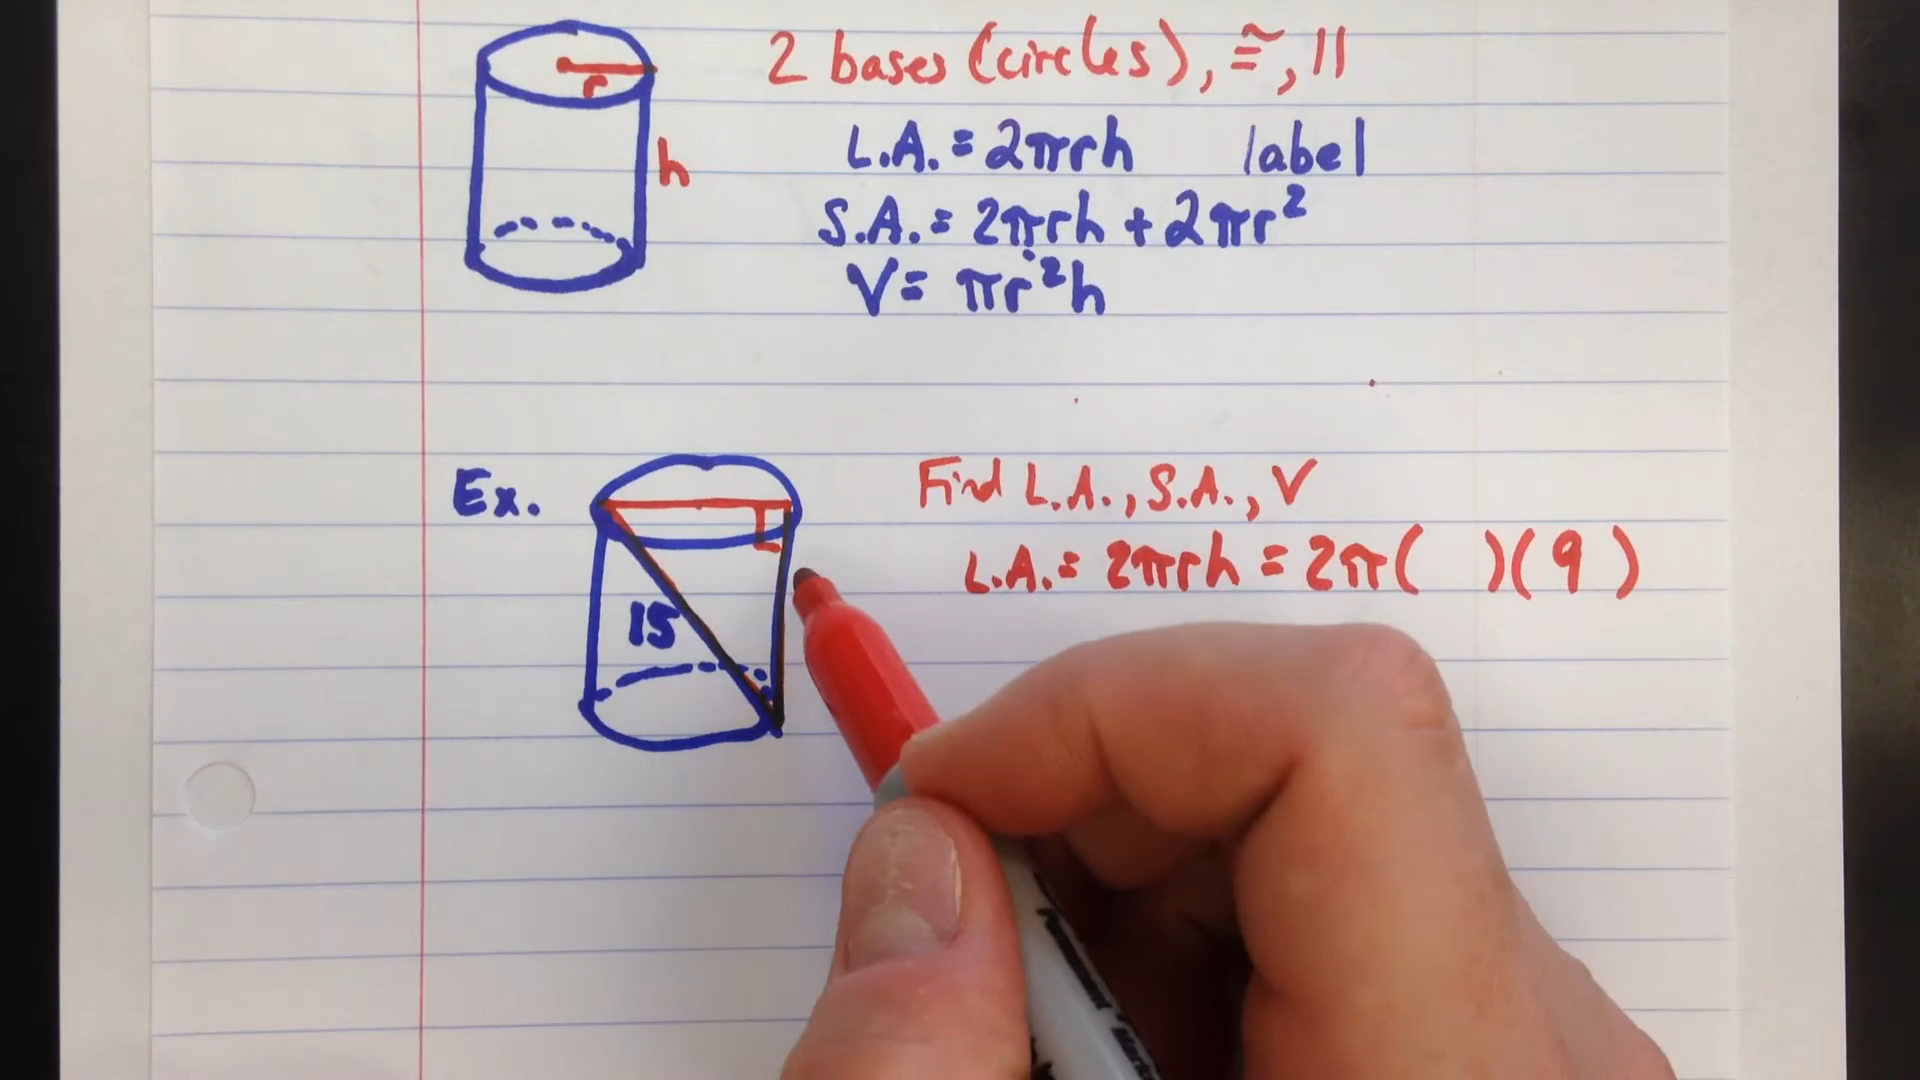 r
2 bases (circles), ≅, ||
h
L.A. = 2πrh label
S.A. = 2πrh + 2πr²
V = πr²h
Ex.
Find L.A., S.A., V
L.A. = 2πrh = 2π( )(9)
15